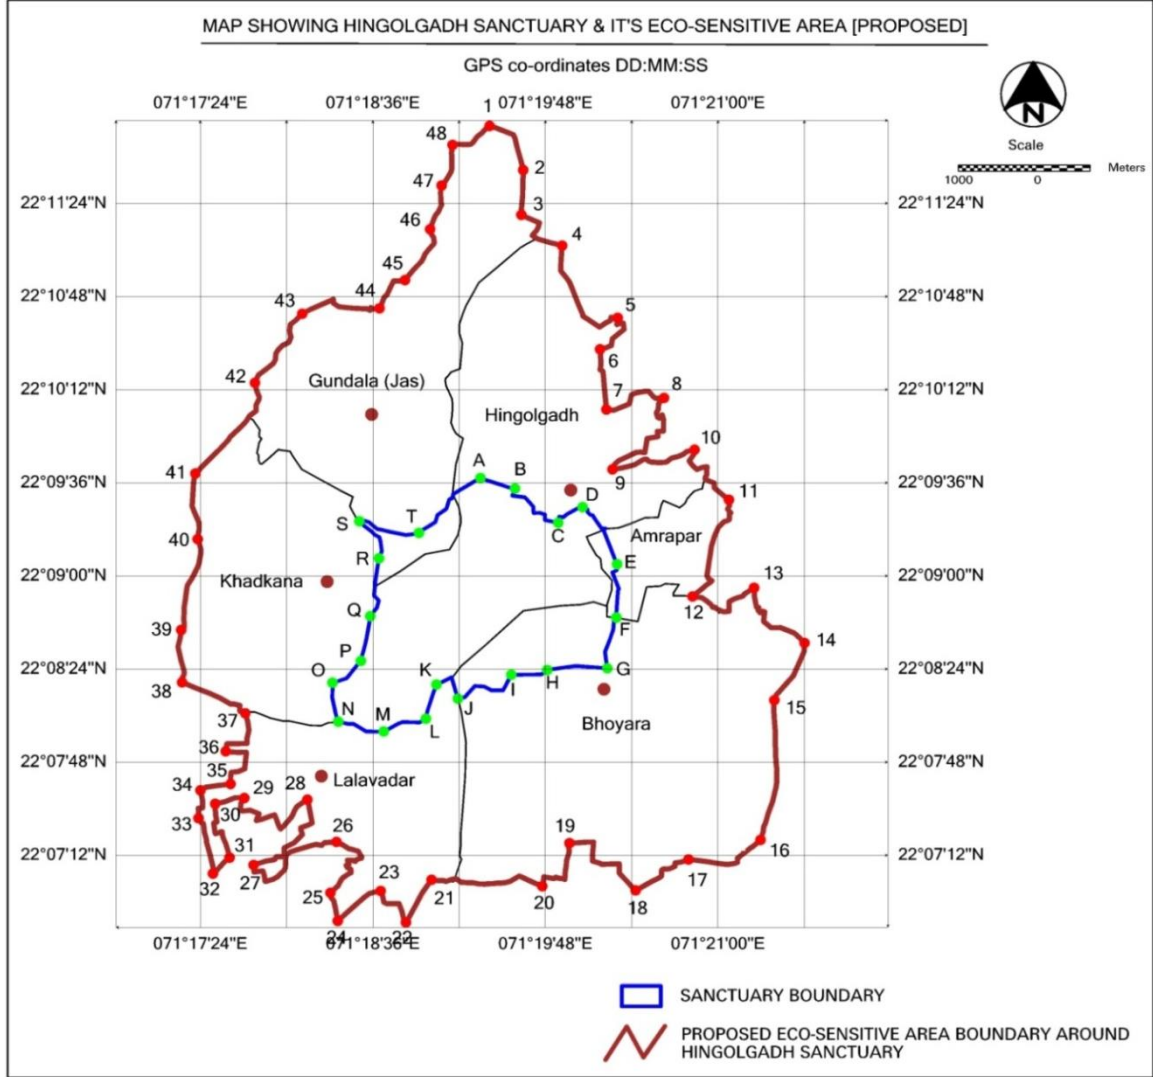 MAP SHOWING HINGOLGADH SANCTUARY & IT'S ECO-SENSITIVE AREA [PROPOSED]
GPS co-ordinates DD:MM:SS
071°17'24"E 071°18'36"E 071°19'48"E 071°21'00"E
N
Scale
Meters
1000 0
1
48
2
47
3
22°11'24"N 22°11'24"N
46
4
45
22°10'48"N 22°10'48"N
44
43
5
6
42
Gundala (Jas)
22°10'12"N 22°10'12"N
7
8
Hingolgadh
10
41
A
B
9
22°09'36"N 22°09'36"N
D
11
S
T
C
Amrapar
40
R
E
22°09'00"N 22°09'00"N
Khadkana
13
12
Q
39
F
14
P
22°08'24"N 22°08'24"N
O
K
G
38
I
H
J
15
N
M
L
37
Bhoyara
36
22°07'48"N 22°07'48"N
35
34
29
28
Lalavadar
30
33
26
19
16
22°07'12"N 22°07'12"N
31
27
32
23
17
25
21
20
18
24
22
071°17'24"E 071°18'36"E 071°19'48"E 071°21'00"E
SANCTUARY BOUNDARY
PROPOSED ECO-SENSITIVE AREA BOUNDARY AROUND
HINGOLGADH SANCTUARY